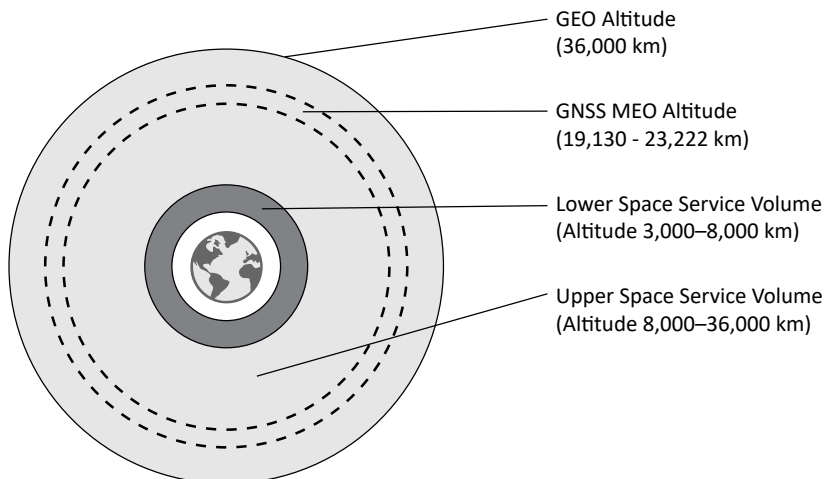 GEO Altitude
(36,000 km)
GNSS MEO Altitude
(19,130 - 23,222 km)
Lower Space Service Volume
(Altitude 3,000–8,000 km)
Upper Space Service Volume
(Altitude 8,000–36,000 km)